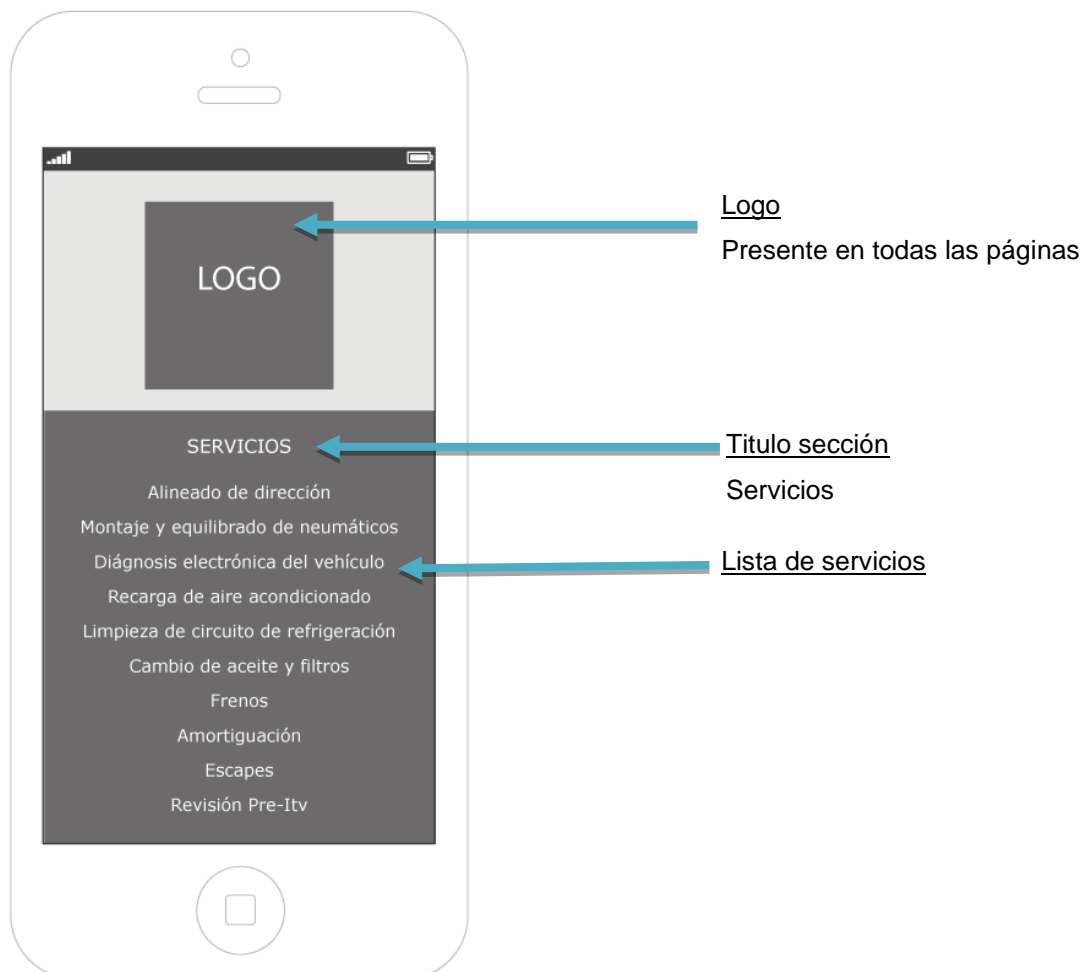 LOGO
Logo
Presente en todas las páginas
SERVICIOS
Titulo sección
Servicios
Alineado de dirección
Montaje y equilibrado de neumáticos
Diágnosis electrónica del vehículo
Lista de servicios
Recarga de aire acondicionado
Limpieza de circuito de refrigeración
Cambio de aceite y filtros
Frenos
Amortiguación
Escapes
Revisión Pre-Itv